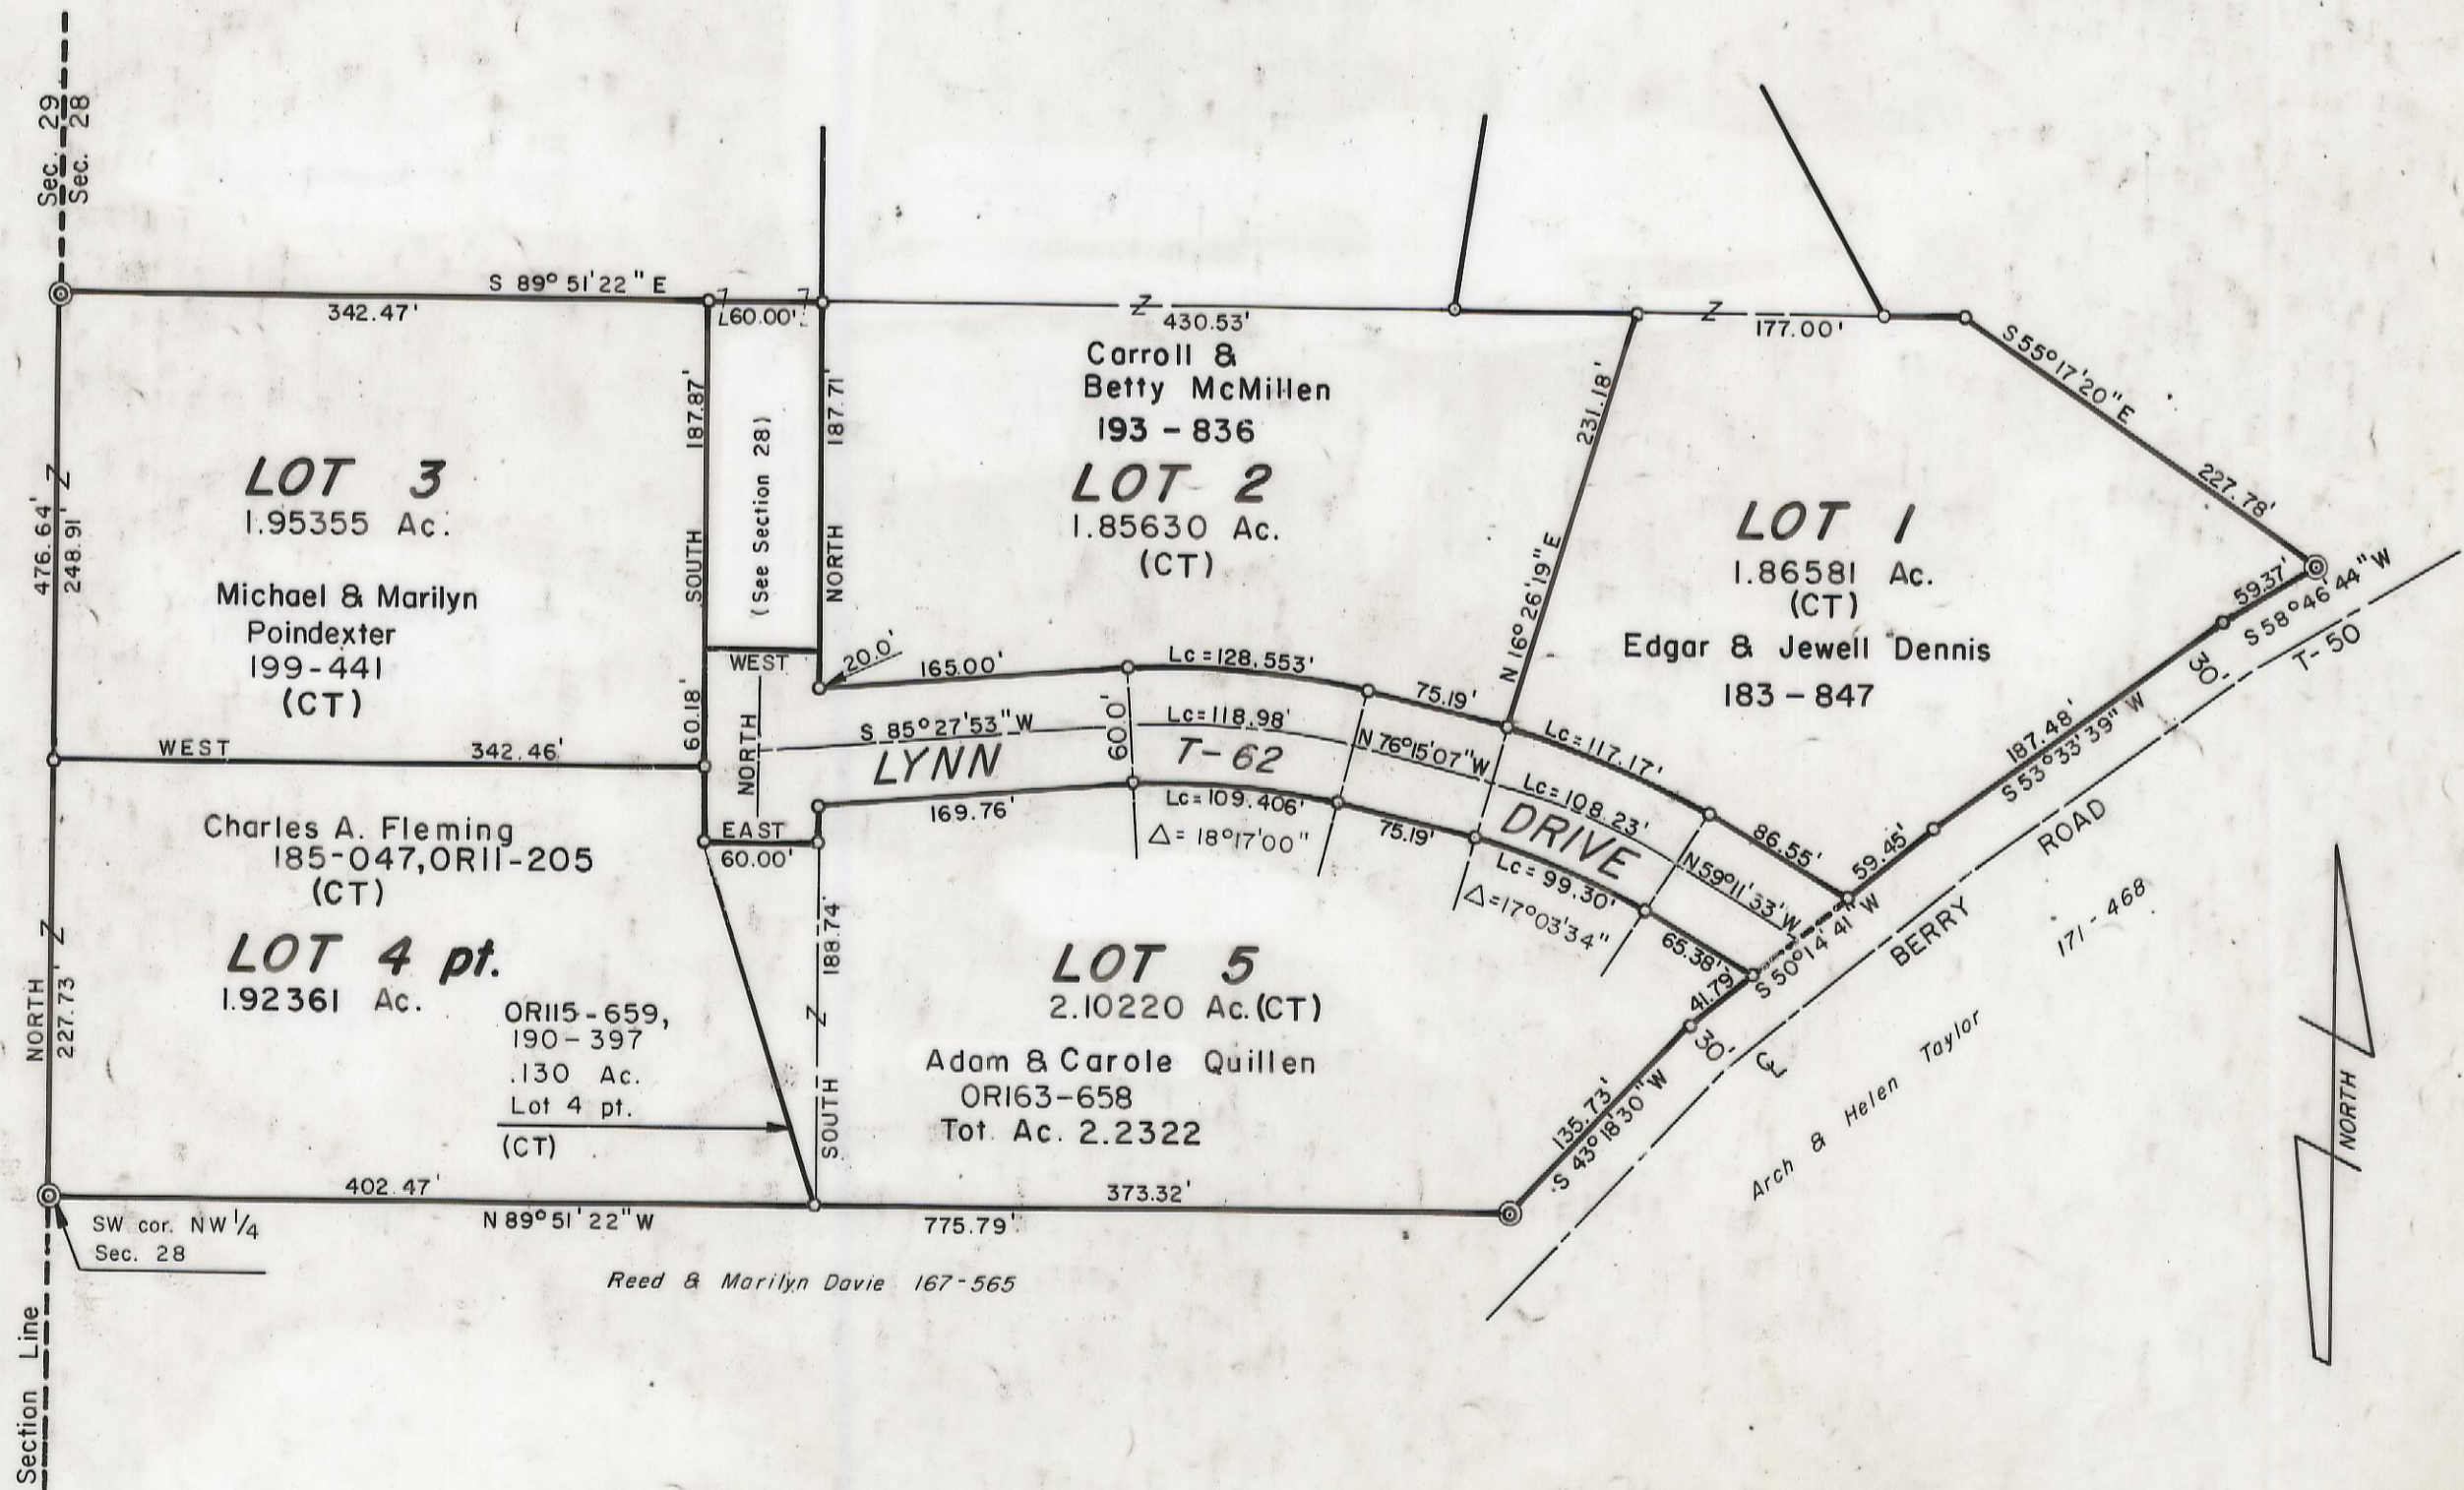 Sec. 29
Sec. 28
S 89° 51' 22" E
342.47'
60.00'
Z
430.53'
Z
177.00'
S 55° 17' 20" E
227.78'
Carroll &
Betty McMillen
193 - 836
LOT 2
1.85630 Ac.
(CT)
187.87'
SOUTH
(See Section 28)
187.71'
NORTH
231.18'
N 16° 26' 19" E
LOT 3
1.95355 Ac.
Michael & Marilyn
Poindexter
199-441
(CT)
476.64'
248.91'
Z
LOT 1
1.86581 Ac.
(CT)
Edgar & Jewell Dennis
183 - 847
59.37'
S 58° 46' 44" W
T-50
30'
187.48'
S 53° 33' 39" W
WEST
20.0'
165.00'
Lc = 128.553'
75.19'
Lc = 117.17'
86.55'
59.45'
60.18'
NORTH
S 85° 27' 53" W
60.0'
Lc = 118.98'
N 76° 15' 07" W
Lc = 108.23'
N 59° 11' 33" W
LYNN
T-62
DRIVE
WEST
342.46'
169.76'
Lc = 109.406'
75.19'
Lc = 99.30'
65.38'
41.79'
S 50° 14' 41" W
Δ = 18° 17' 00"
Δ = 17° 03' 34"
EAST
60.00'
BERRY
ROAD
171 - 468
Charles A. Fleming
185-047, OR11-205
(CT)
LOT 4 pt.
1.92361 Ac.
OR115-659,
190-397
.130 Ac.
Lot 4 pt.
(CT)
NORTH
227.73'
Z
188.74'
Z
SOUTH
LOT 5
2.10220 Ac. (CT)
Adam & Carole Quillen
OR163-658
Tot. Ac. 2.2322
30'
CL
135.73'
S 43° 18' 30" W
Arch & Helen Taylor
NORTH
402.47'
373.32'
N 89° 51' 22" W
775.79'
SW cor. NW 1/4
Sec. 28
Reed & Marilyn Davie 167-565
Section Line